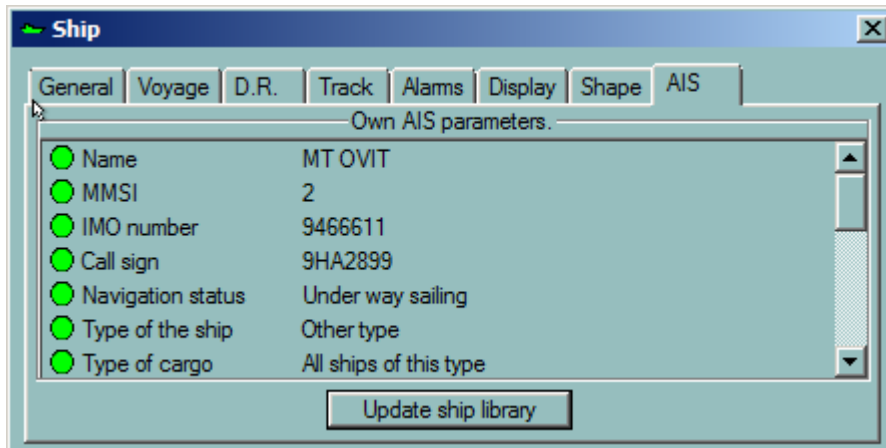 Ship
General Voyage D.R. Track Alarms Display Shape AIS
Own AIS parameters.
Name MT OVIT
MMSI 2
IMO number 9466611
Call sign 9HA2899
Navigation status Under way sailing
Type of the ship Other type
Type of cargo All ships of this type
Update ship library